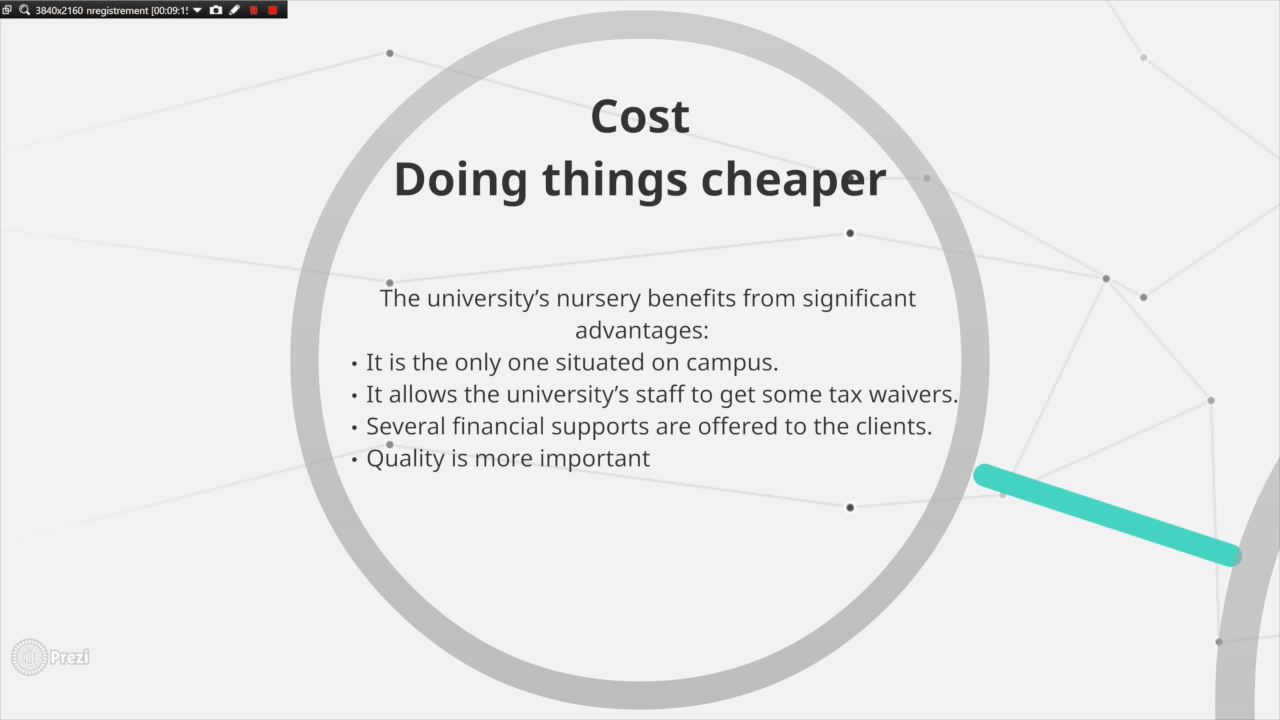 3840x2160 nregistrement [00:09:15
Cost
Doing things cheaper
The university’s nursery benefits from significant
advantages:
• It is the only one situated on campus.
• It allows the university’s staff to get some tax waivers.
• Several financial supports are offered to the clients.
• Quality is more important
Prezi